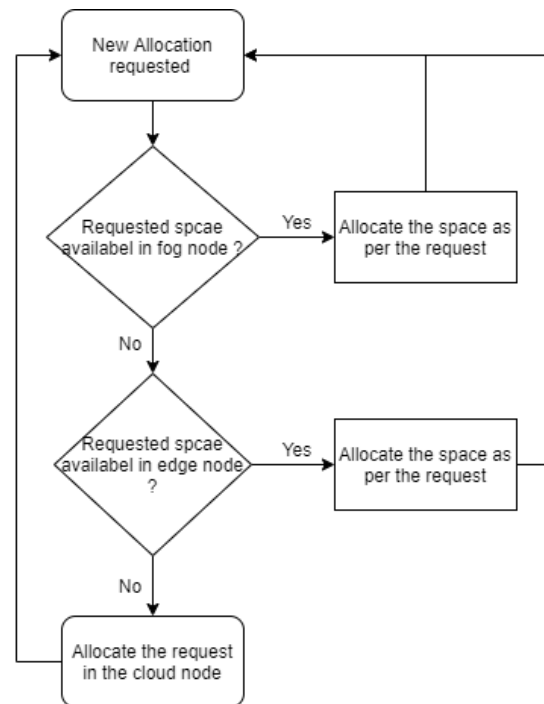 New Allocation
requested
Requested spcae
availabel in fog node ?
Yes
Allocate the space as
per the request
No
Requested spcae
availabel in edge node
?
Yes
Allocate the space as
per the request
No
Allocate the request
in the cloud node